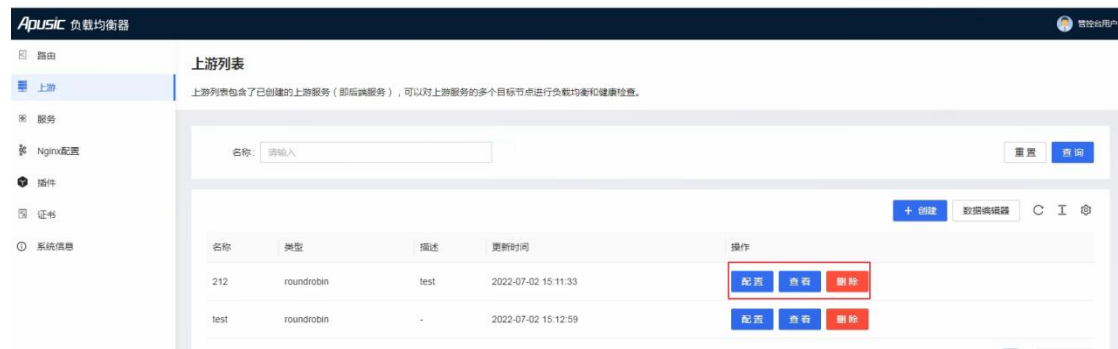 Apusic 负载均衡器
管控台用户
路由
上游
服务
Nginx配置
插件
证书
系统信息
上游列表
上游列表包含了已创建的上游服务（即后端服务），可以对上游服务的多个目标节点进行负载均衡和健康检查。
名称: 请输入 重置 查询
+ 创建 数据编辑器
名称 类型 描述 更新时间 操作
212 roundrobin test 2022-07-02 15:11:33 配置 查看 删除
test roundrobin - 2022-07-02 15:12:59 配置 查看 删除